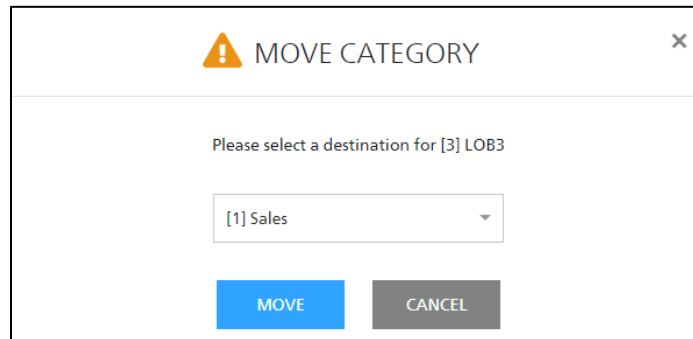 MOVE CATEGORY
Please select a destination for [3] LOB3
[1] Sales
MOVE
CANCEL